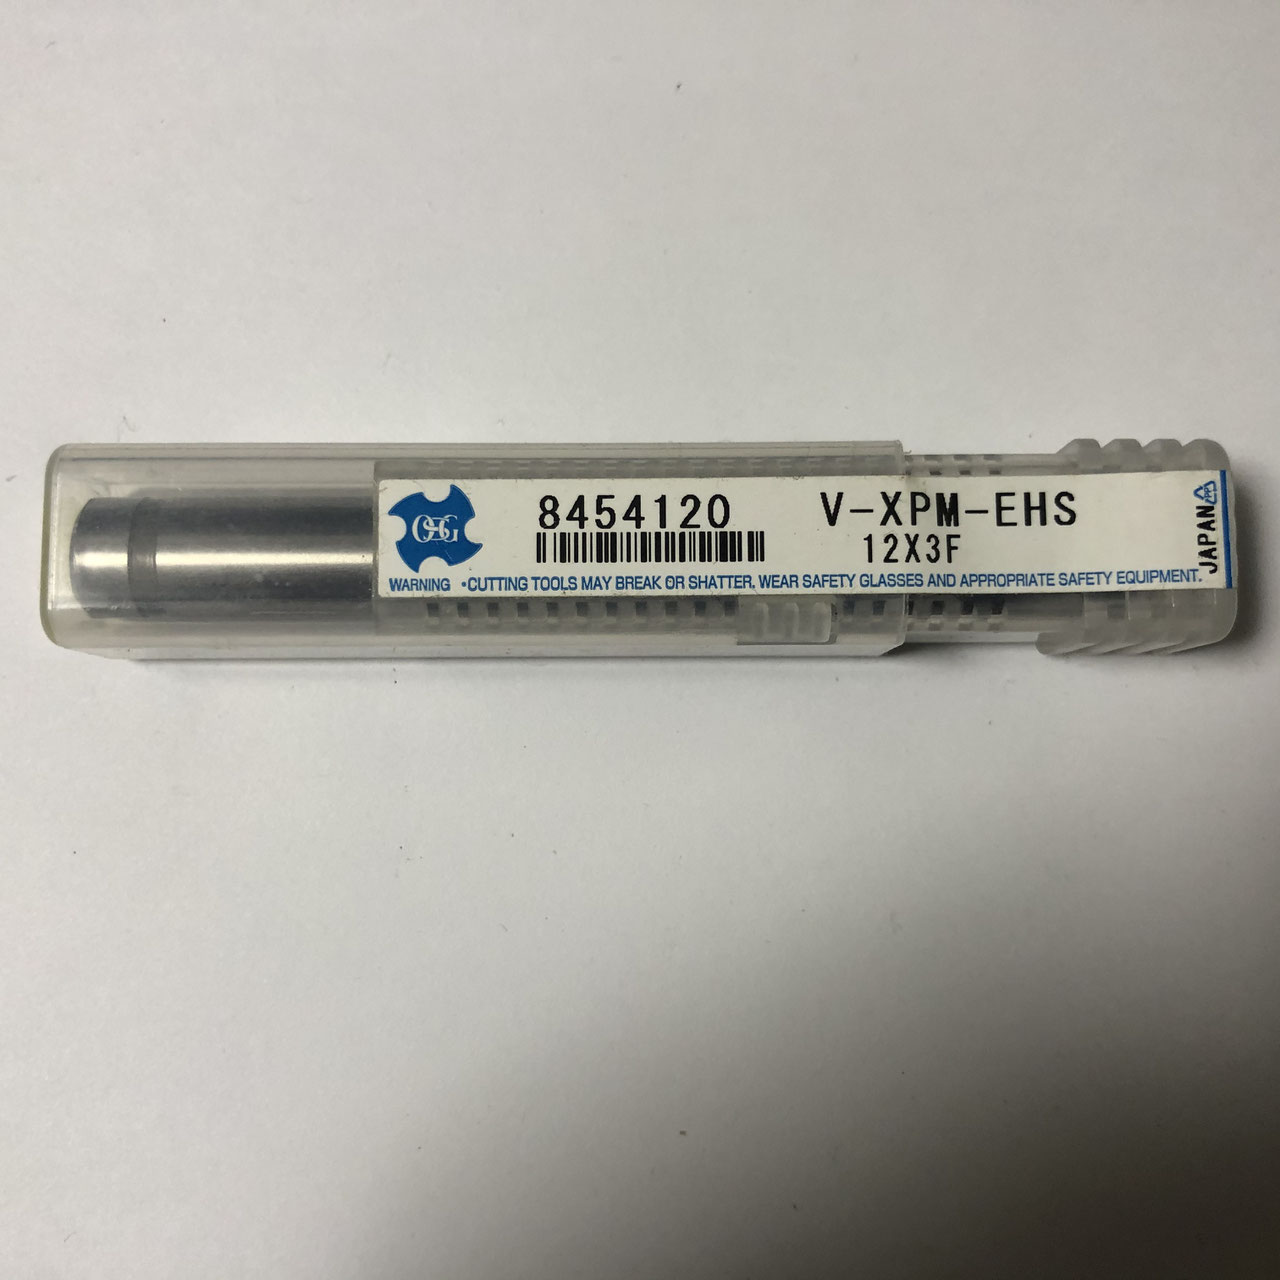 OSG
8454120 V-XPM-EHS
12X3F
WARNING •CUTTING TOOLS MAY BREAK OR SHATTER. WEAR SAFETY GLASSES AND APPROPRIATE SAFETY EQUIPMENT.
JAPAN
PP